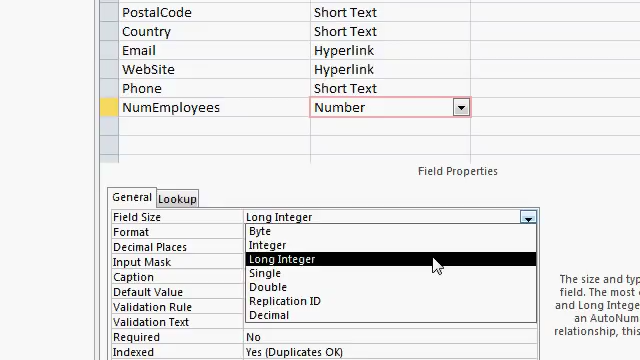 PostalCode Short Text
Country Short Text
Email Hyperlink
WebSite Hyperlink
Phone Short Text
NumEmployees Number
Field Properties
General Lookup
Field Size Long Integer
Format Byte
Decimal Places Integer
Input Mask Long Integer
Caption Single
Default Value Double
Validation Rule Replication ID
Validation Text Decimal
Required No
Indexed Yes (Duplicates OK)
The size and typ
field. The most c
and Long Intege
an AutoNum
relationship, this